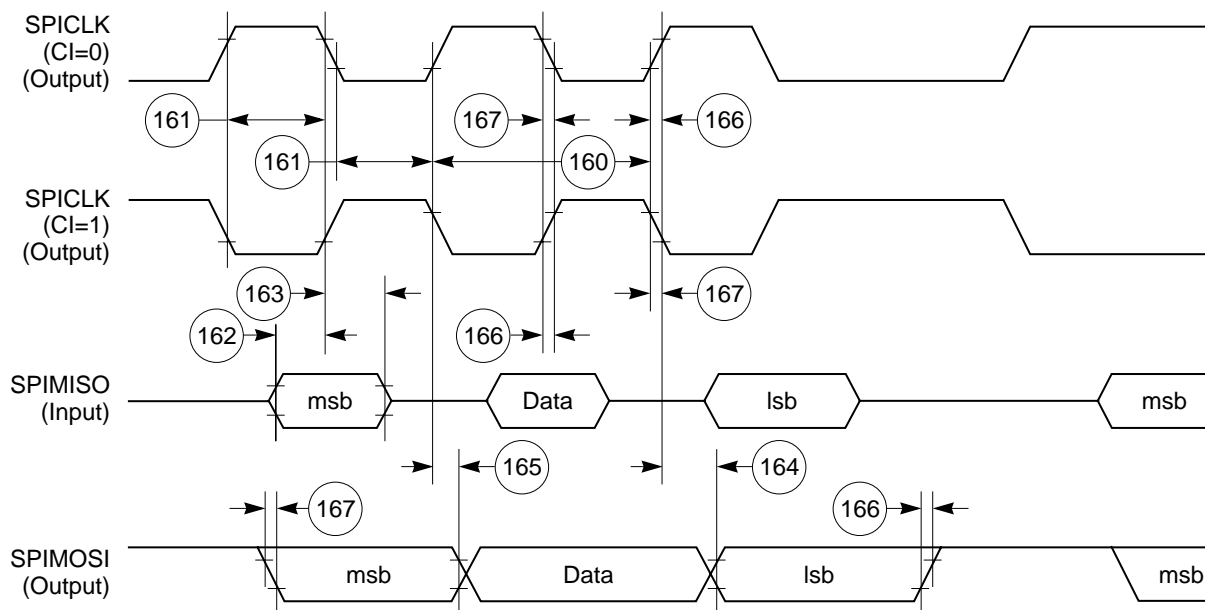 SPICLK
(CI=0)
(Output)
161
167
166
161
160
SPICLK
(CI=1)
(Output)
163
167
162
166
SPIMISO
(Input)
msb
Data
lsb
msb
165
164
167
166
SPIMOSI
(Output)
msb
Data
lsb
msb